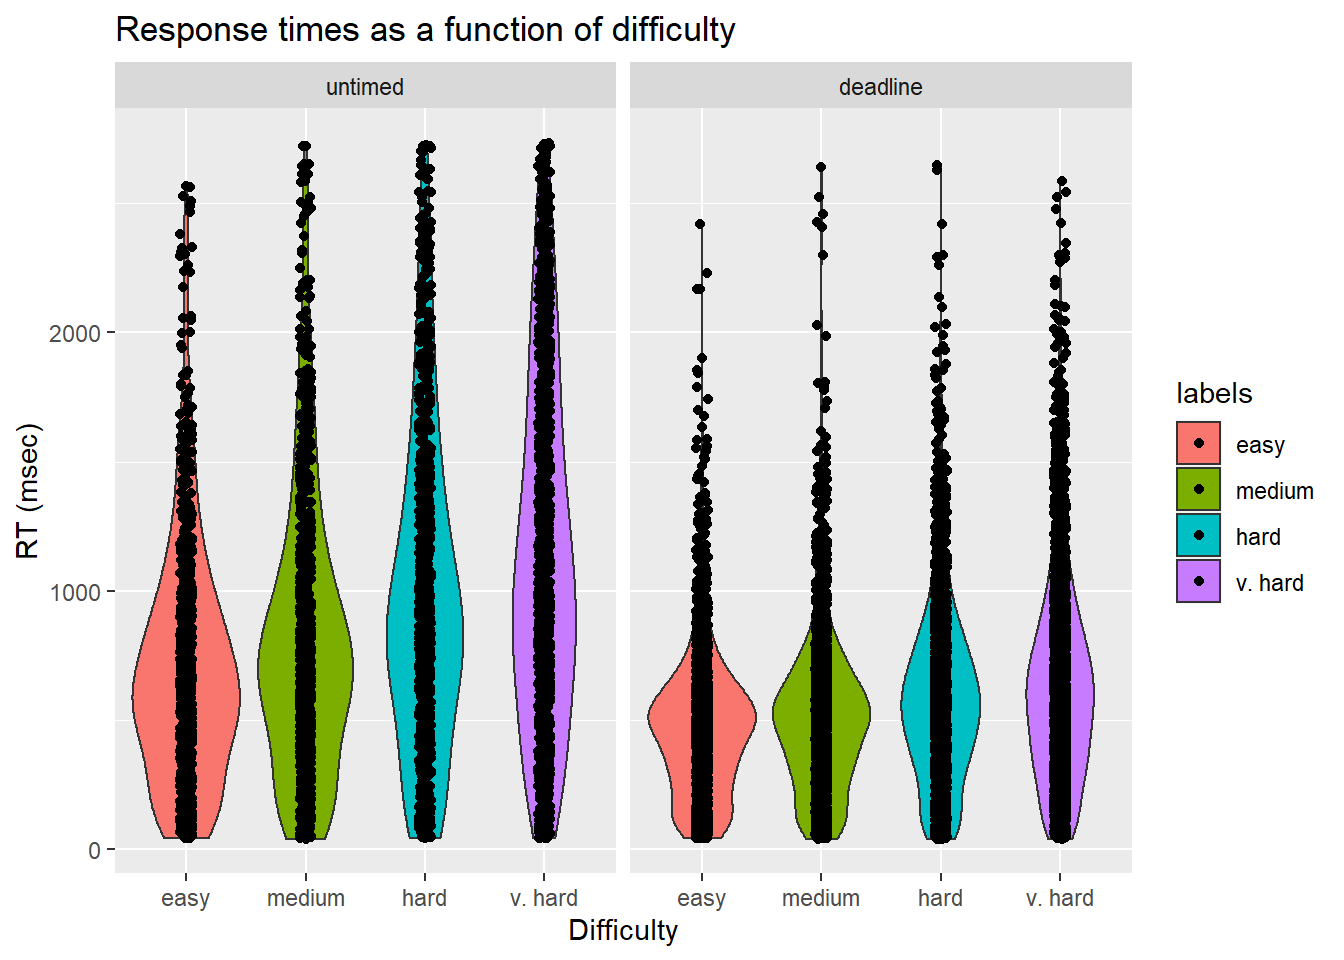 Response times as a function of difficulty
untimed
deadline
RT (msec)
2000
1000
0
easy
medium
hard
v. hard
easy
medium
hard
v. hard
Difficulty
labels
easy
medium
hard
v. hard